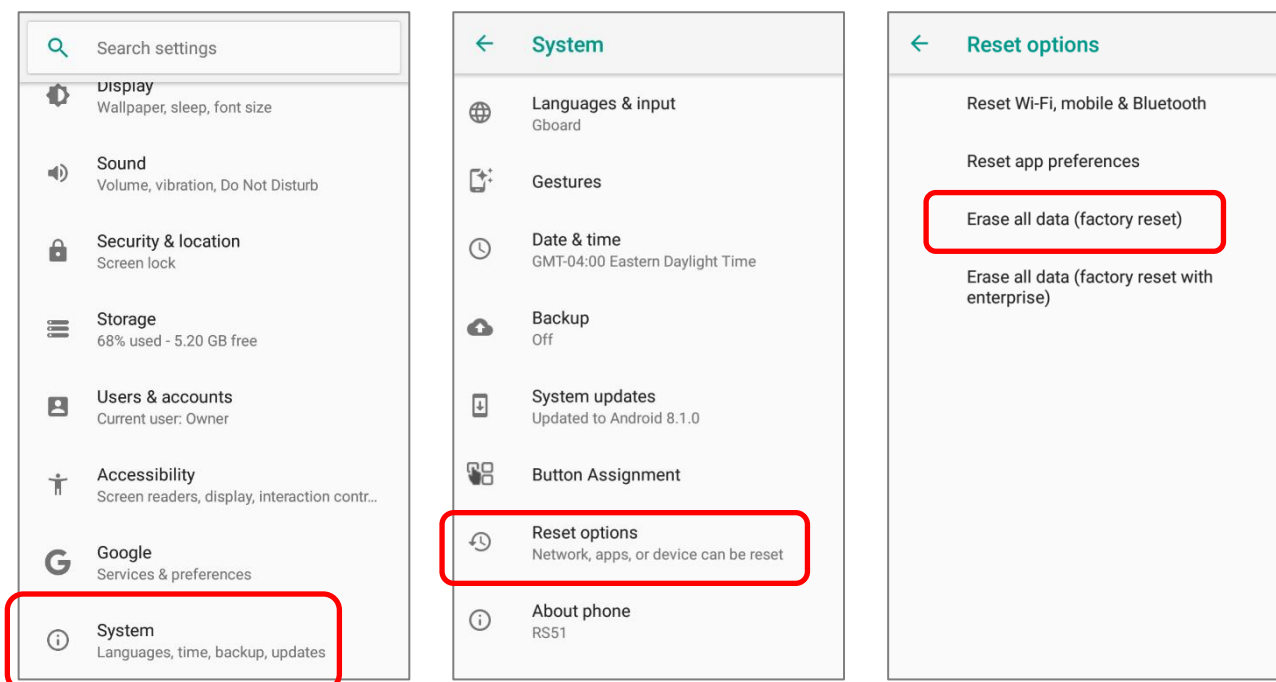 Search settings
Display
Wallpaper, sleep, font size
Sound
Volume, vibration, Do Not Disturb
Security & location
Screen lock
Storage
68% used - 5.20 GB free
Users & accounts
Current user: Owner
Accessibility
Screen readers, display, interaction contr...
Google
Services & preferences
System
Languages, time, backup, updates
System
Languages & input
Gboard
Gestures
Date & time
GMT-04:00 Eastern Daylight Time
Backup
Off
System updates
Updated to Android 8.1.0
Button Assignment
Reset options
Network, apps, or device can be reset
About phone
RS51
Reset options
Reset Wi-Fi, mobile & Bluetooth
Reset app preferences
Erase all data (factory reset)
Erase all data (factory reset with
enterprise)